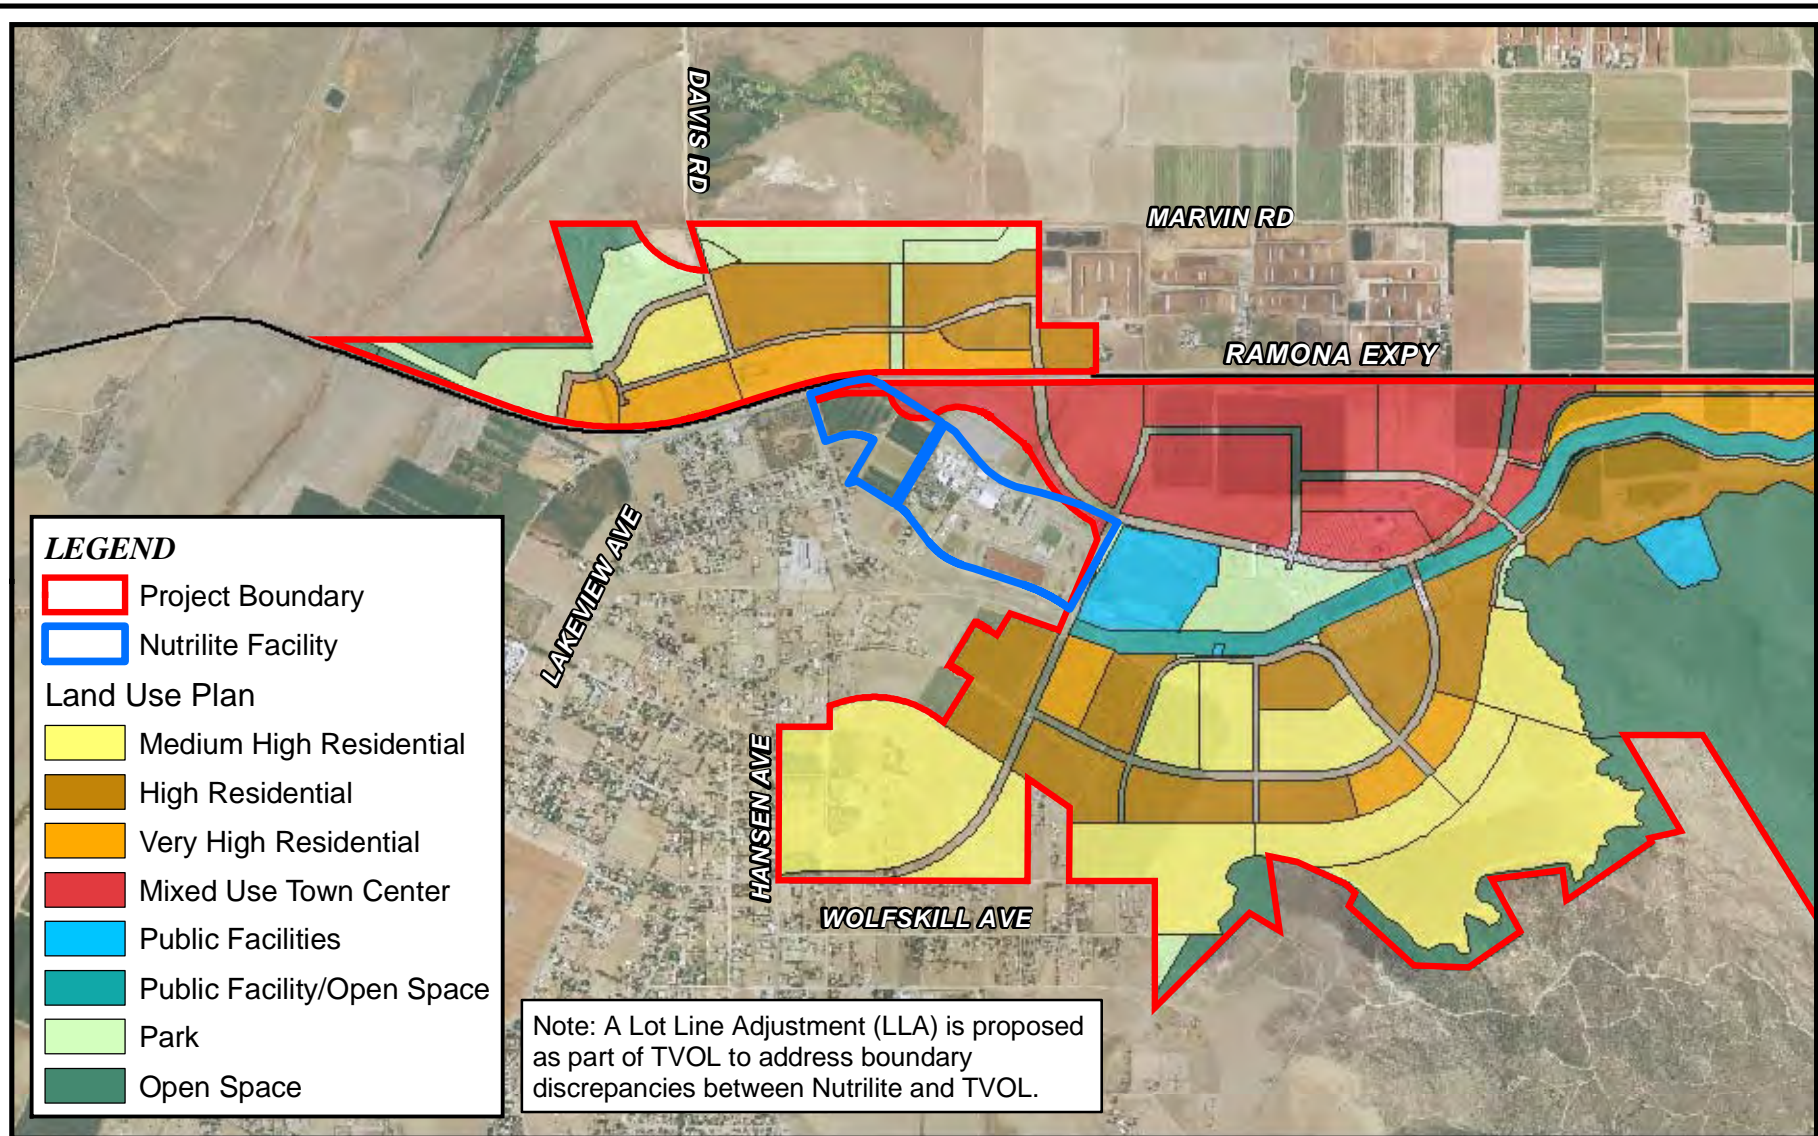 DAVIS RD
MARVIN RD
RAMONA EXPY
LAKEVIEW AVE
HANSEN AVE
WOLFSKILL AVE
LEGEND
Project Boundary
Nutrilite Facility
Land Use Plan
Medium High Residential
High Residential
Very High Residential
Mixed Use Town Center
Public Facilities
Public Facility/Open Space
Park
Open Space
Note: A Lot Line Adjustment (LLA) is proposed
as part of TVOL to address boundary
discrepancies between Nutrilite and TVOL.